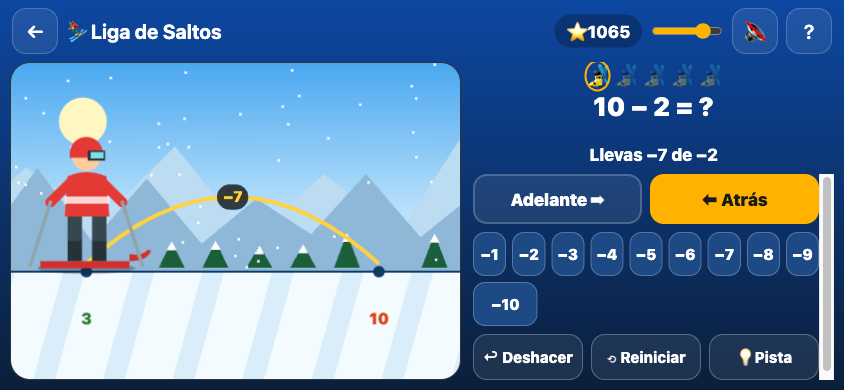 ← ⛷️ Liga de Saltos
⭐1065
?
10 − 2 = ?
Llevas −7 de −2
Adelante ➡
⬅ Atrás
−1 −2 −3 −4 −5 −6 −7 −8 −9
−10
↩ Deshacer
⟲ Reiniciar
💡Pista
−7
3
10